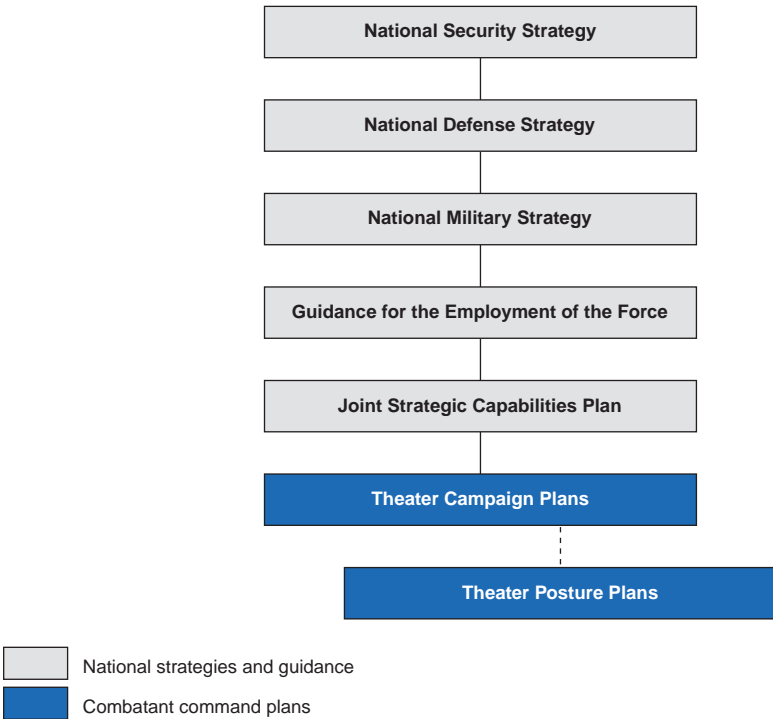 National Security Strategy
National Defense Strategy
National Military Strategy
Guidance for the Employment of the Force
Joint Strategic Capabilities Plan
Theater Campaign Plans
Theater Posture Plans
National strategies and guidance
Combatant command plans